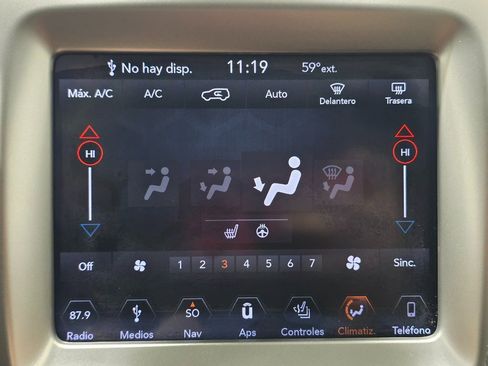 No hay disp. 11:19 59° ext.
Máx. A/C A/C Auto Delantero Trasera
HI HI
Off 1 2 3 4 5 6 7 Sinc.
87.9 SO ü
Radio Medios Nav Aps Controles Climatiz. Teléfono